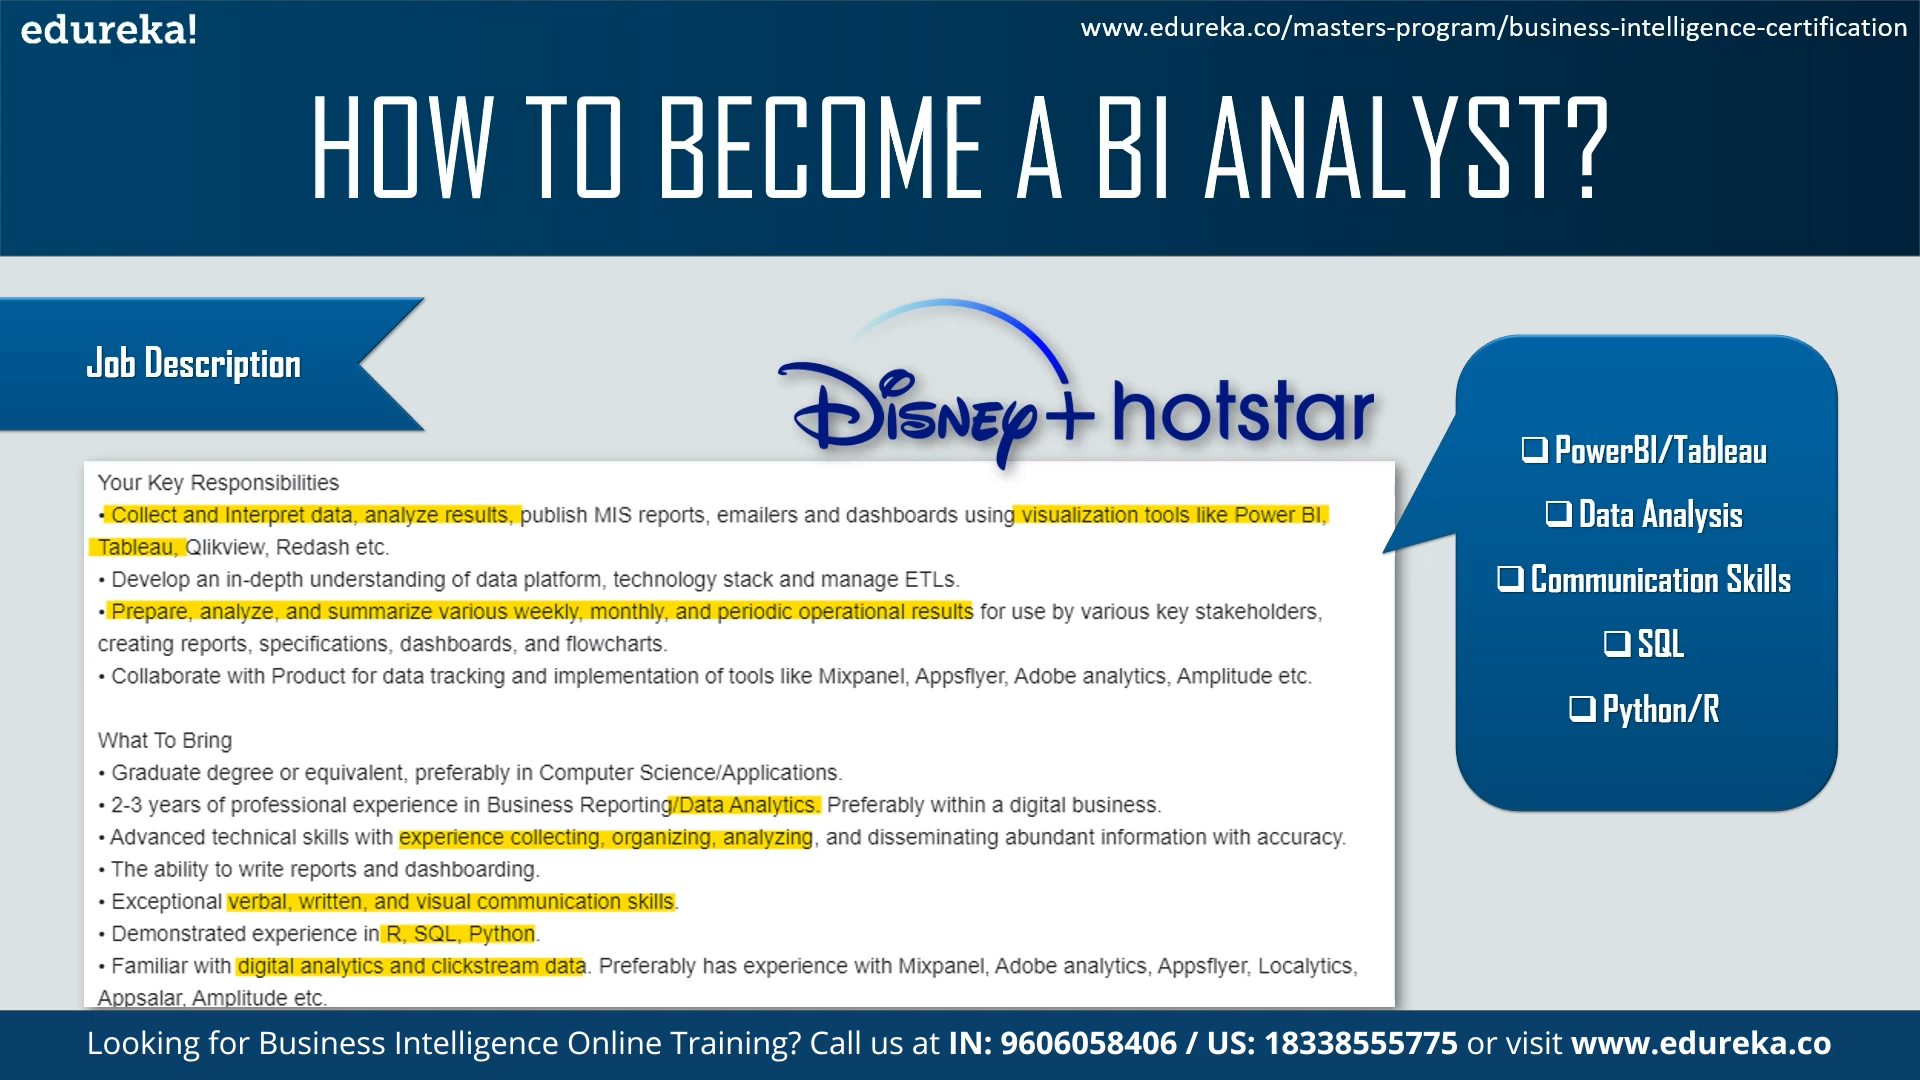 edureka!
www.edureka.co/masters-program/business-intelligence-certification
HOW TO BECOME A BI ANALYST?
Job Description
Disney+ hotstar
Your Key Responsibilities
• Collect and Interpret data, analyze results, publish MIS reports, emailers and dashboards using visualization tools like Power BI,
Tableau, Qlikview, Redash etc.
• Develop an in-depth understanding of data platform, technology stack and manage ETLs.
• Prepare, analyze, and summarize various weekly, monthly, and periodic operational results for use by various key stakeholders,
creating reports, specifications, dashboards, and flowcharts.
• Collaborate with Product for data tracking and implementation of tools like Mixpanel, Appsflyer, Adobe analytics, Amplitude etc.
What To Bring
• Graduate degree or equivalent, preferably in Computer Science/Applications.
• 2-3 years of professional experience in Business Reporting/Data Analytics. Preferably within a digital business.
• Advanced technical skills with experience collecting, organizing, analyzing, and disseminating abundant information with accuracy.
• The ability to write reports and dashboarding.
• Exceptional verbal, written, and visual communication skills.
• Demonstrated experience in R, SQL, Python.
• Familiar with digital analytics and clickstream data. Preferably has experience with Mixpanel, Adobe analytics, Appsflyer, Localytics,
Appsalar, Amplitude etc.
❑ PowerBI/Tableau
❑ Data Analysis
❑ Communication Skills
❑ SQL
❑ Python/R
Looking for Business Intelligence Online Training? Call us at IN: 9606058406 / US: 18338555775 or visit www.edureka.co